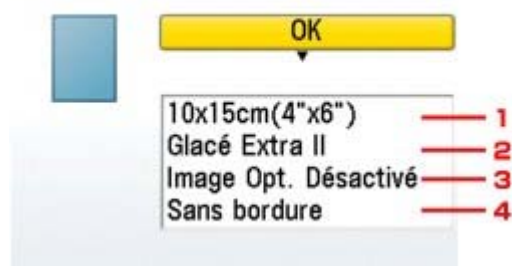 OK
10x15cm(4"x6") 1
Glacé Extra II 2
Image Opt. Désactivé 3
Sans bordure 4